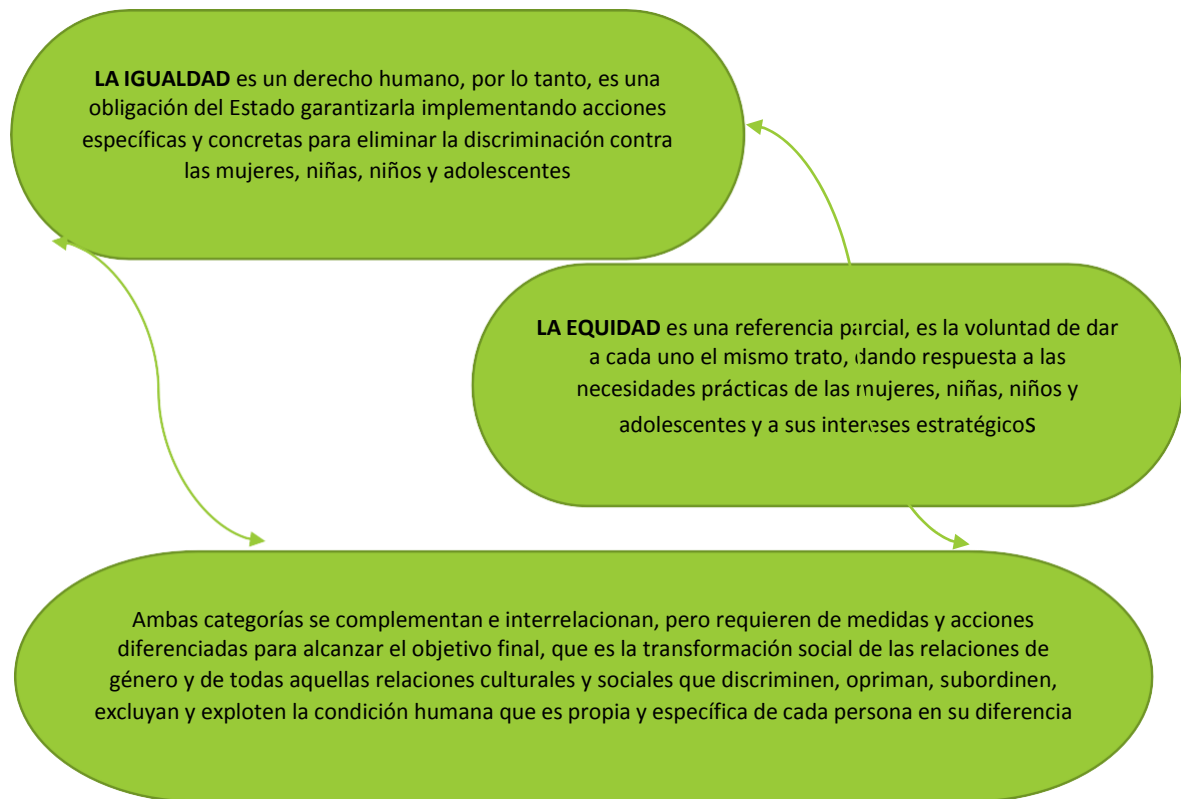 LA IGUALDAD es un derecho humano, por lo tanto, es una
obligación del Estado garantizarla implementando acciones
específicas y concretas para eliminar la discriminación contra
las mujeres, niñas, niños y adolescentes
LA EQUIDAD es una referencia parcial, es la voluntad de dar
a cada uno el mismo trato, dando respuesta a las
necesidades prácticas de las mujeres, niñas, niños y
adolescentes y a sus intereses estratégicos
Ambas categorías se complementan e interrelacionan, pero requieren de medidas y acciones
diferenciadas para alcanzar el objetivo final, que es la transformación social de las relaciones de
género y de todas aquellas relaciones culturales y sociales que discriminen, opriman, subordinen,
excluyan y exploten la condición humana que es propia y específica de cada persona en su diferencia